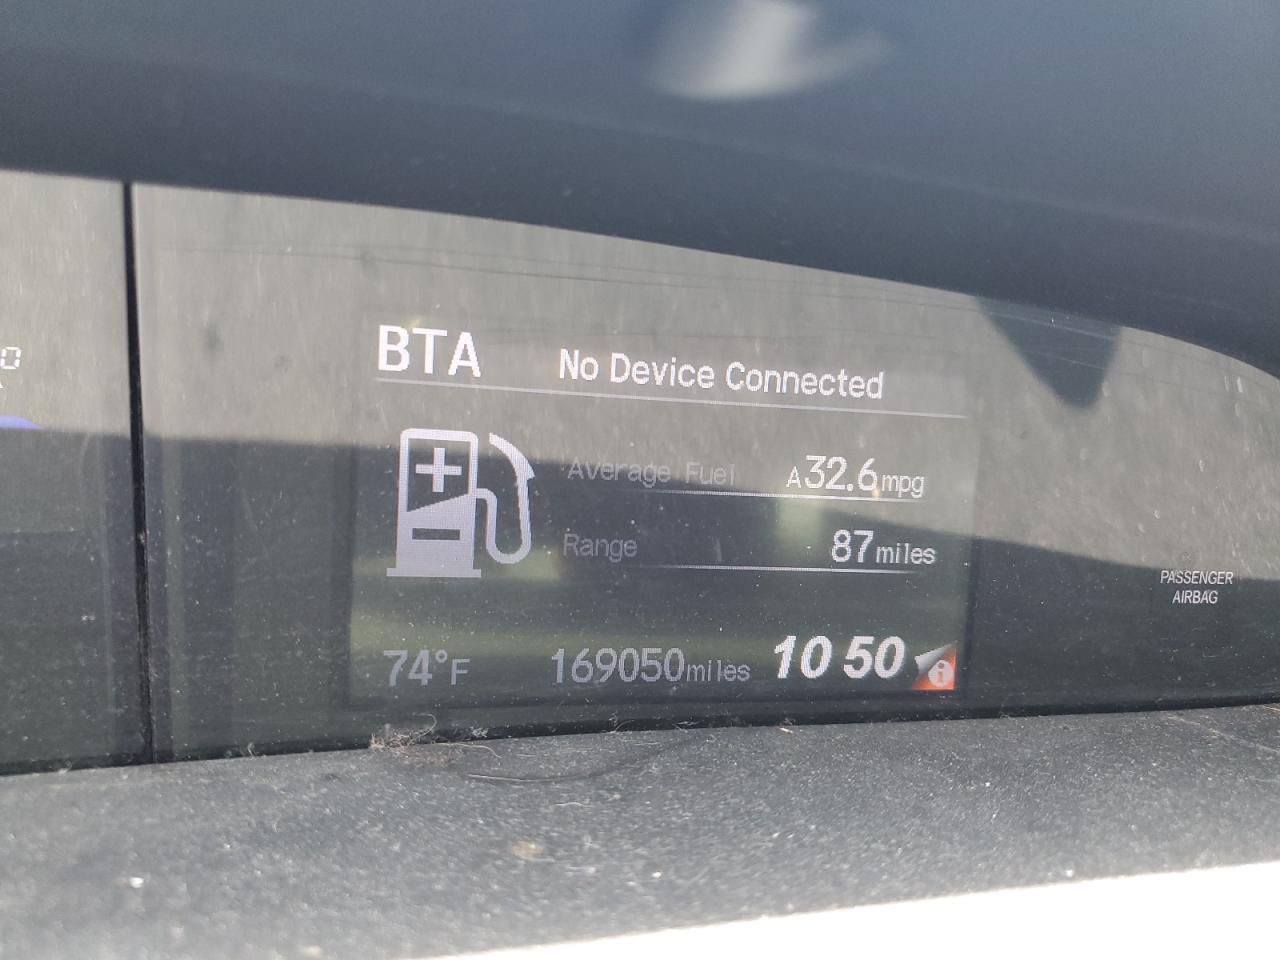 BTA No Device Connected
Average Fuel A32.6mpg
Range 87miles
74°F 169050miles 10 50
PASSENGER
AIRBAG